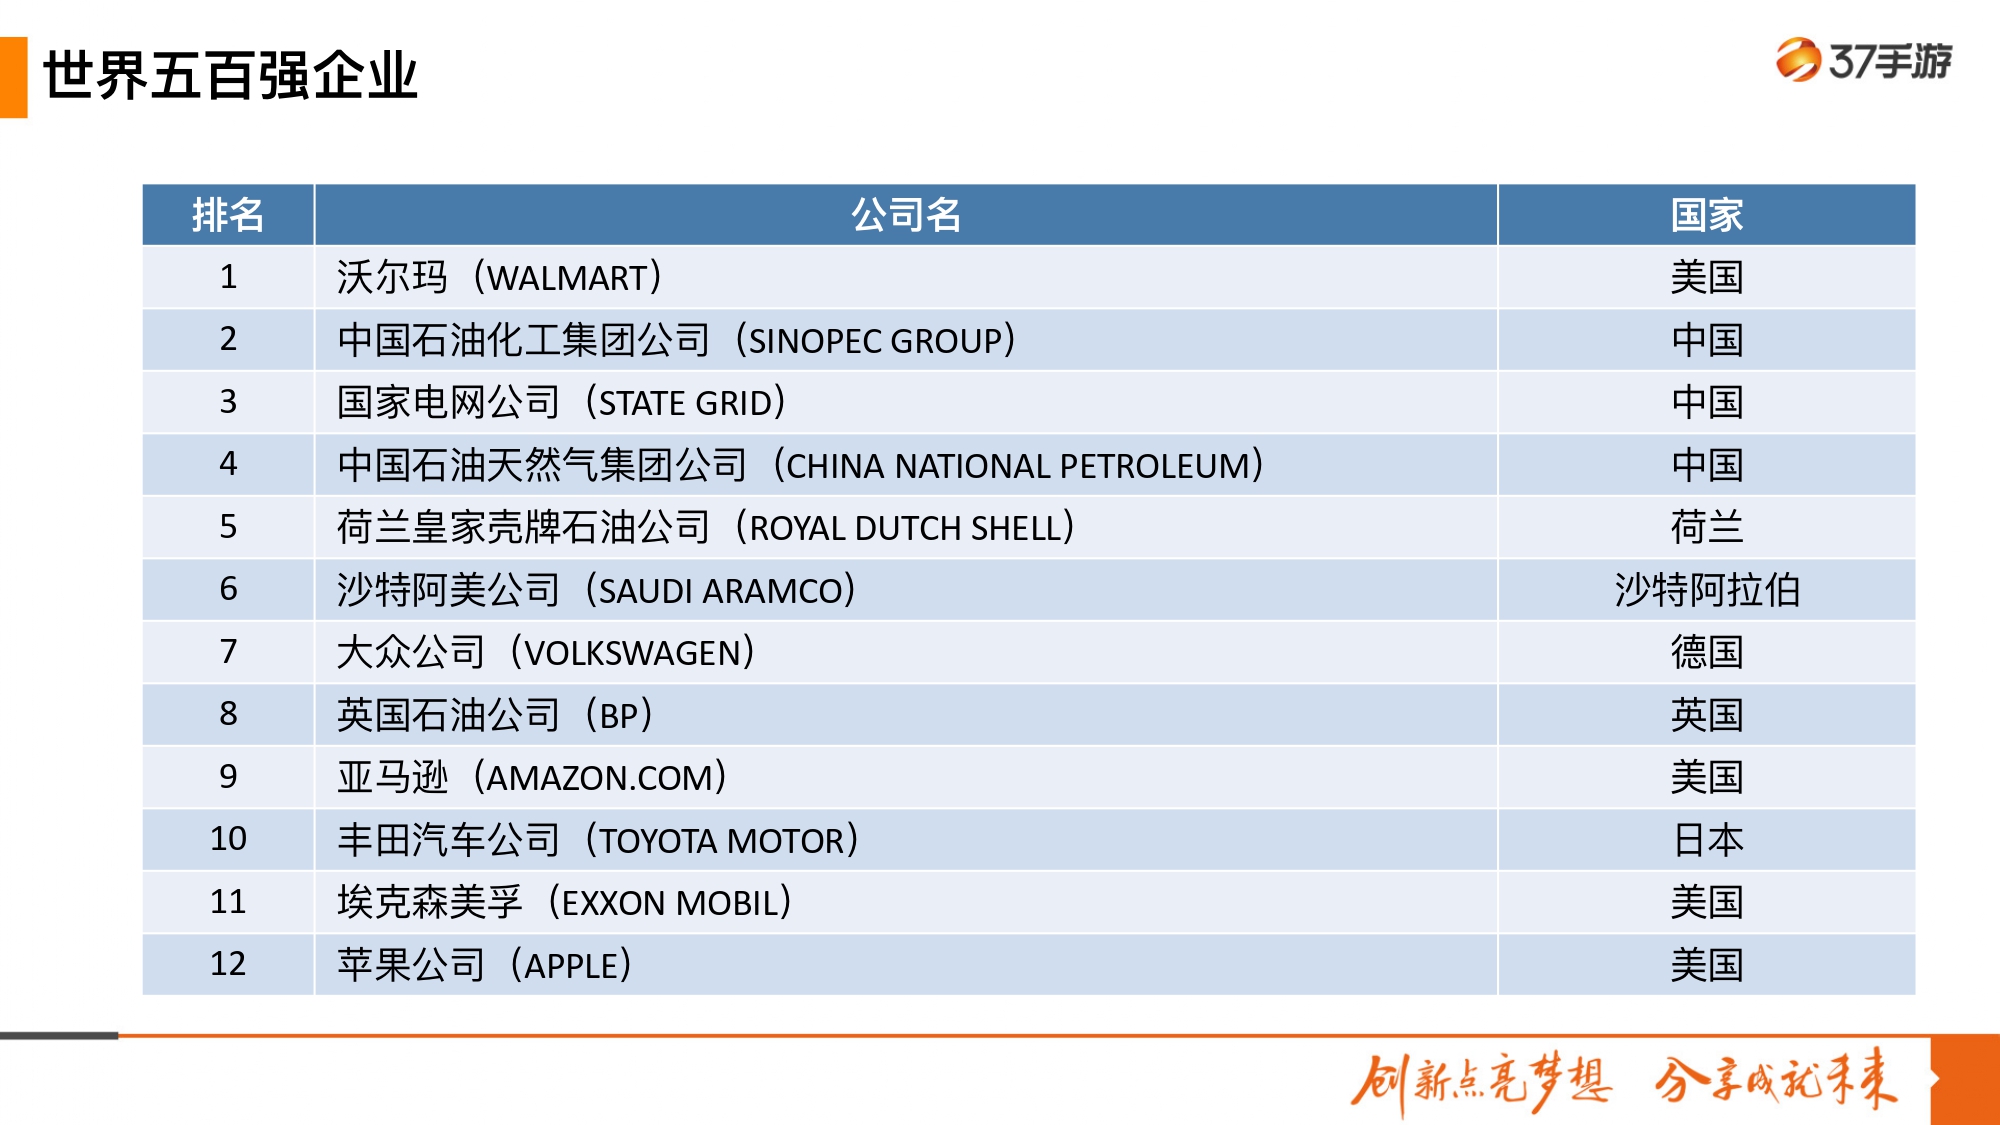 世界五百强企业
37手游
排名 公司名 国家
1 沃尔玛（WALMART） 美国
2 中国石油化工集团公司（SINOPEC GROUP） 中国
3 国家电网公司（STATE GRID） 中国
4 中国石油天然气集团公司（CHINA NATIONAL PETROLEUM） 中国
5 荷兰皇家壳牌石油公司（ROYAL DUTCH SHELL） 荷兰
6 沙特阿美公司（SAUDI ARAMCO） 沙特阿拉伯
7 大众公司（VOLKSWAGEN） 德国
8 英国石油公司（BP） 英国
9 亚马逊（AMAZON.COM） 美国
10 丰田汽车公司（TOYOTA MOTOR） 日本
11 埃克森美孚（EXXON MOBIL） 美国
12 苹果公司（APPLE） 美国
创新点亮梦想 分享成就未来